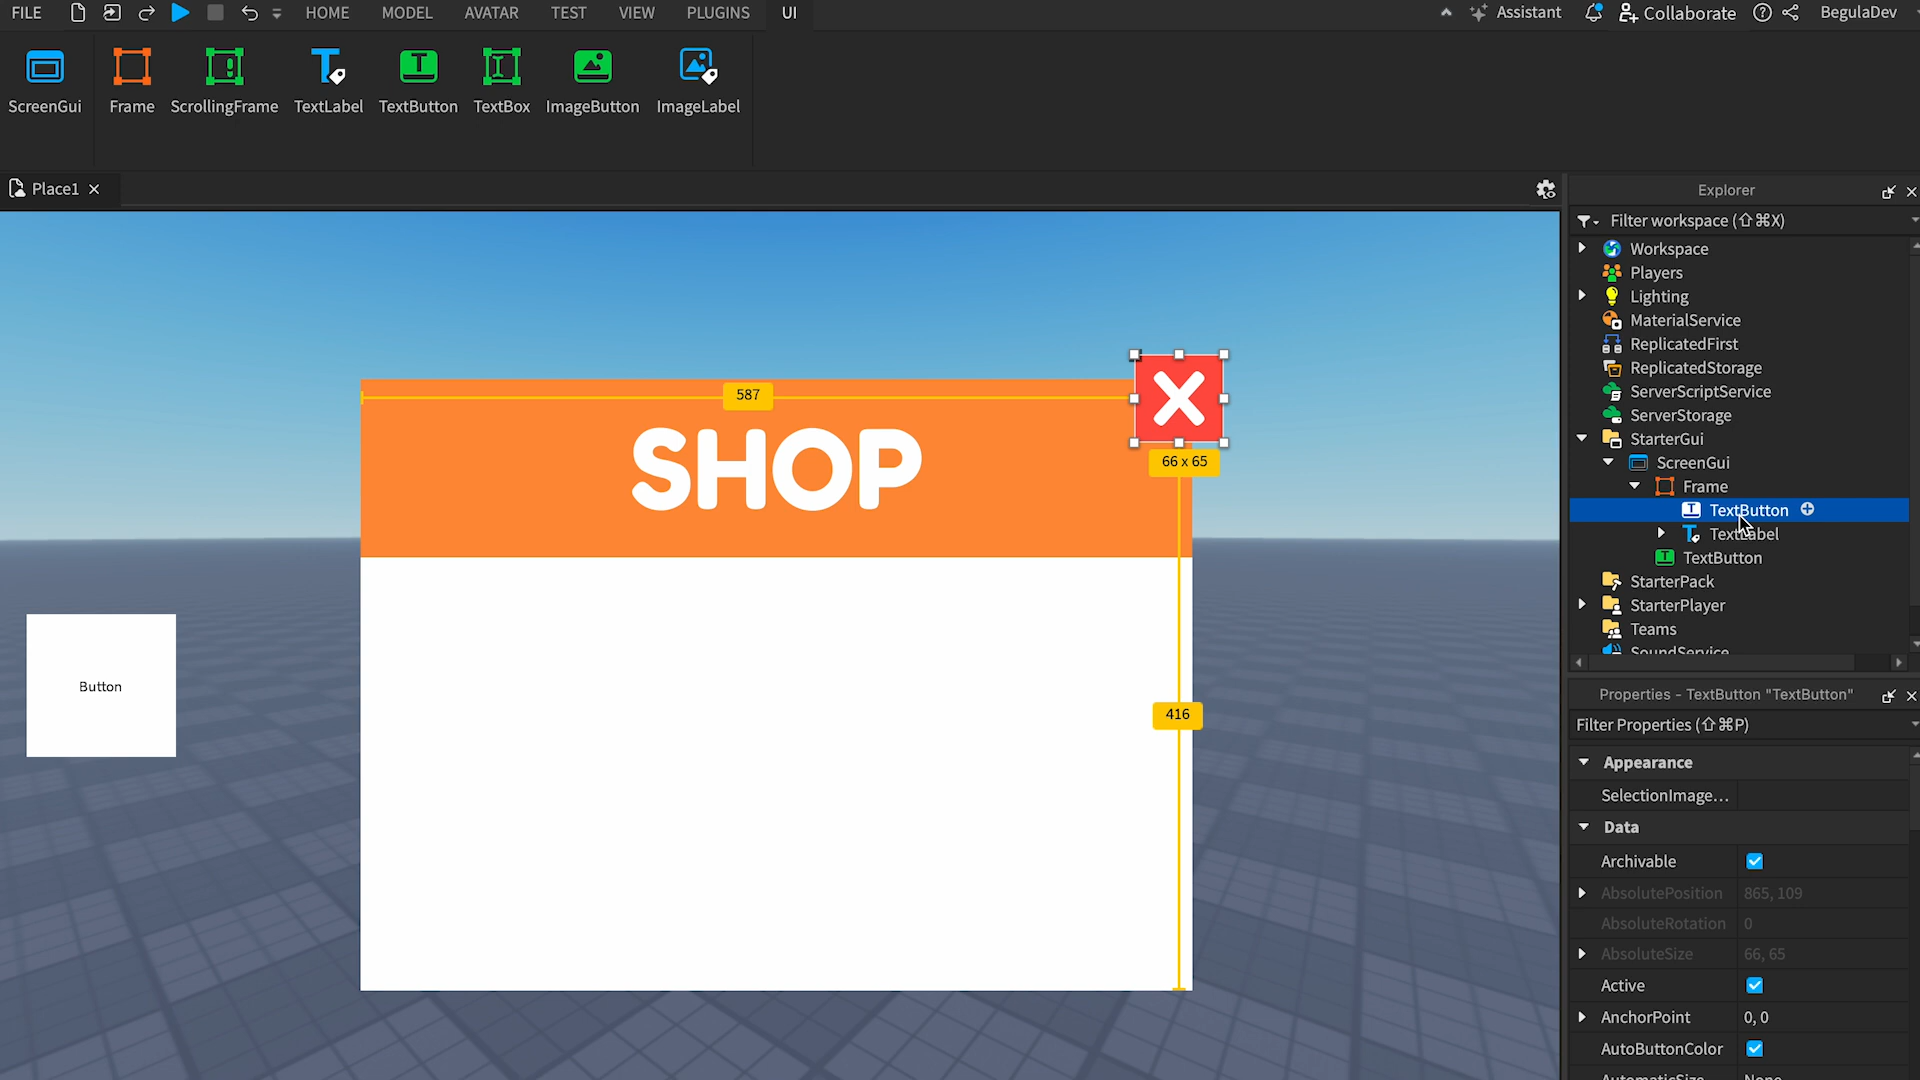 FILE
HOME
MODEL
AVATAR
TEST
VIEW
PLUGINS
UI
Assistant
Collaborate
BegulaDev
ScreenGui
Frame
ScrollingFrame
TextLabel
TextButton
TextBox
ImageButton
ImageLabel
Place1
Explorer
Filter workspace (⇧⌘X)
Workspace
Players
Lighting
MaterialService
ReplicatedFirst
ReplicatedStorage
ServerScriptService
ServerStorage
StarterGui
ScreenGui
Frame
TextButton
TextLabel
TextButton
StarterPack
StarterPlayer
Teams
SoundService
587
SHOP
X
66 x 65
416
Button
Properties - TextButton "TextButton"
Filter Properties (⇧⌘P)
Appearance
SelectionImage...
Data
Archivable
AbsolutePosition 865, 109
AbsoluteRotation 0
AbsoluteSize 66, 65
Active
AnchorPoint 0, 0
AutoButtonColor
AutomaticSize None